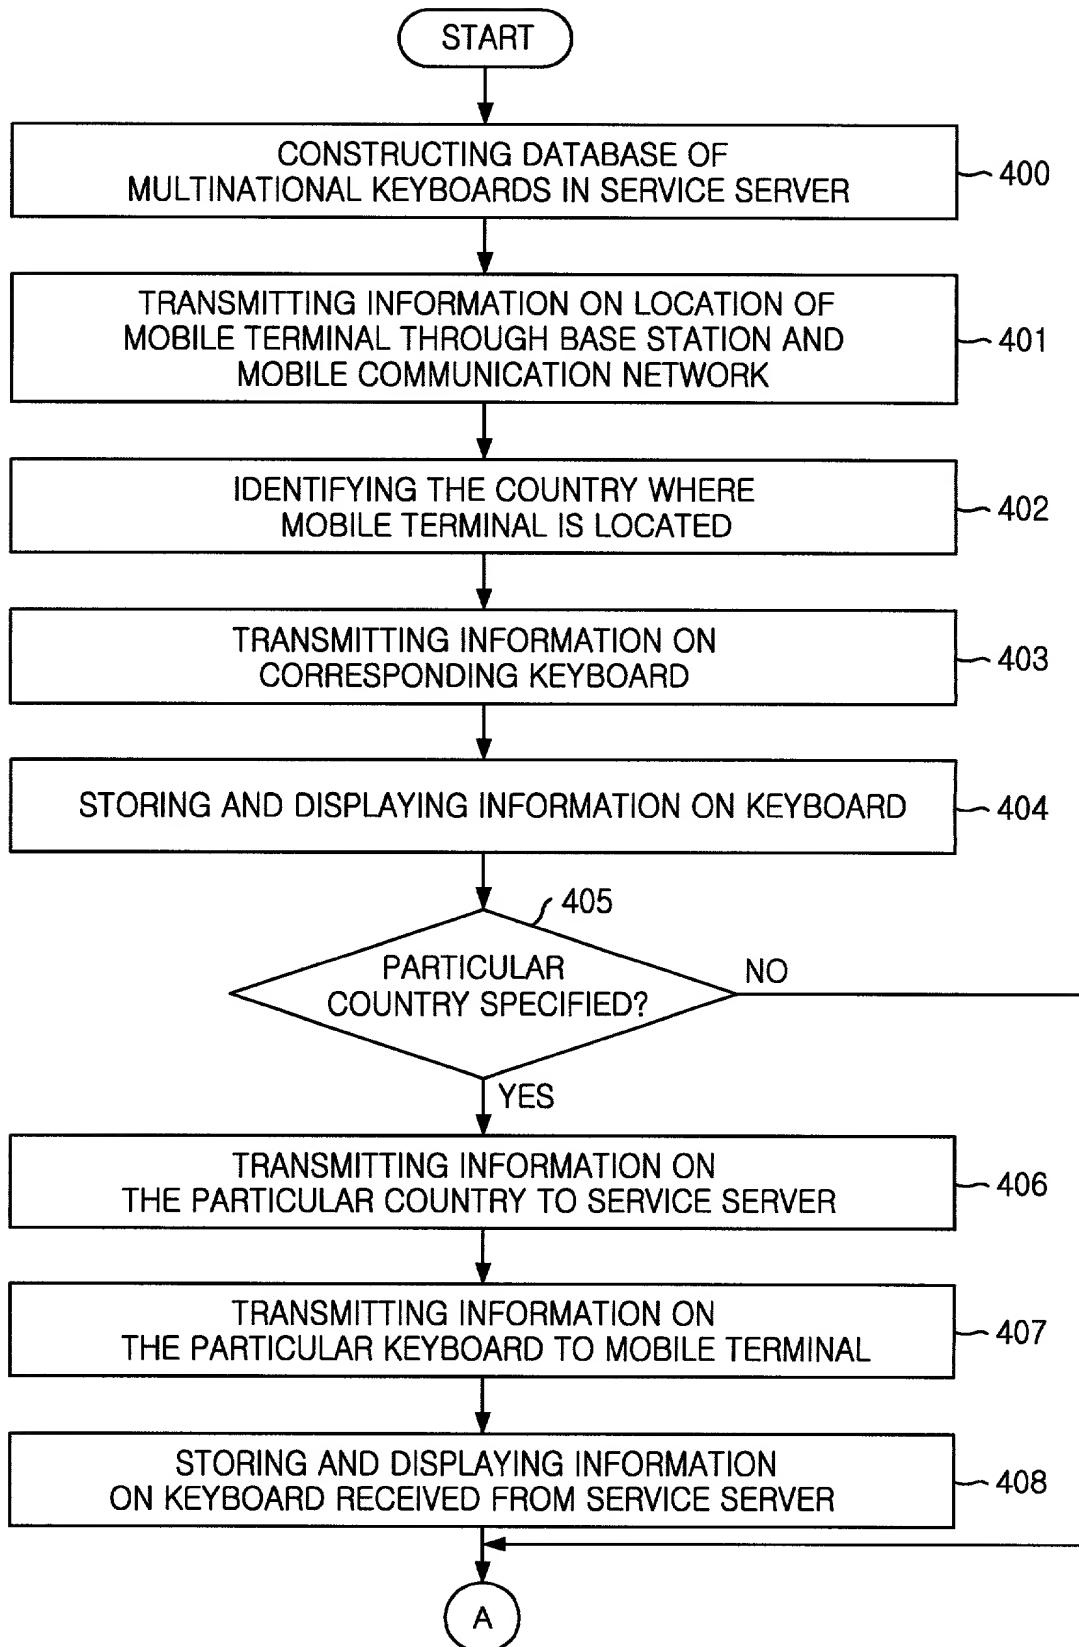 START
CONSTRUCTING DATABASE OF
MULTINATIONAL KEYBOARDS IN SERVICE SERVER
400
TRANSMITTING INFORMATION ON LOCATION OF
MOBILE TERMINAL THROUGH BASE STATION AND
MOBILE COMMUNICATION NETWORK
401
IDENTIFYING THE COUNTRY WHERE
MOBILE TERMINAL IS LOCATED
402
TRANSMITTING INFORMATION ON
CORRESPONDING KEYBOARD
403
STORING AND DISPLAYING INFORMATION ON KEYBOARD
404
405
PARTICULAR
COUNTRY SPECIFIED?
NO
YES
TRANSMITTING INFORMATION ON
THE PARTICULAR COUNTRY TO SERVICE SERVER
406
TRANSMITTING INFORMATION ON
THE PARTICULAR KEYBOARD TO MOBILE TERMINAL
407
STORING AND DISPLAYING INFORMATION
ON KEYBOARD RECEIVED FROM SERVICE SERVER
408
A